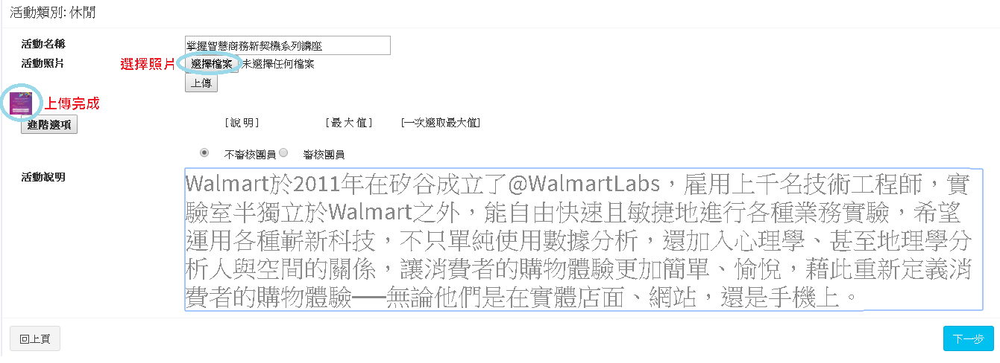 活動類別: 休閒
活動名稱 掌握智慧商務新契機系列講座
活動照片 選擇照片 選擇檔案 未選擇任何檔案
上傳
上傳完成
進階選項 [ 說 明 ] [ 最 大 值 ] [一次選取最大值]
不審核團員 審核團員
活動說明
Walmart於2011年在矽谷成立了@WalmartLabs，雇用上千名技術工程師，實
驗室半獨立於Walmart之外，能自由快速且敏捷地進行各種業務實驗，希望
運用各種嶄新科技，不只單純使用數據分析，還加入心理學、甚至地理學分
析人與空間的關係，讓消費者的購物體驗更加簡單、愉悅，藉此重新定義消
費者的購物體驗——無論他們是在實體店面、網站，還是手機上。
回上頁 下一步